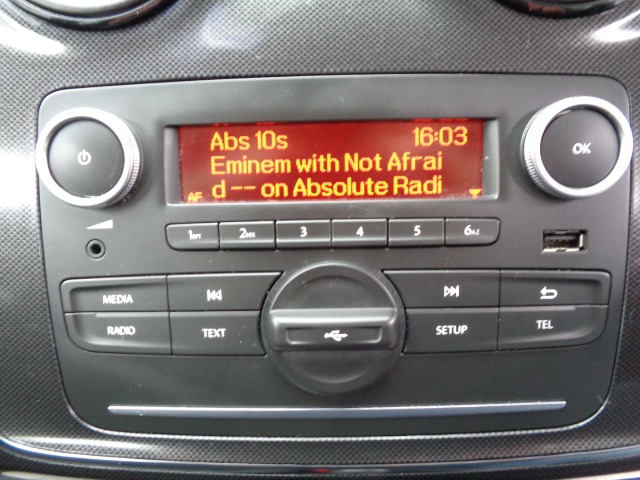 Abs 10s 16:03
Eminem with Not Afrai
AF d -- on Absolute Radi
OK
1 2 3 4 5 6
MEDIA
RADIO TEXT SETUP TEL